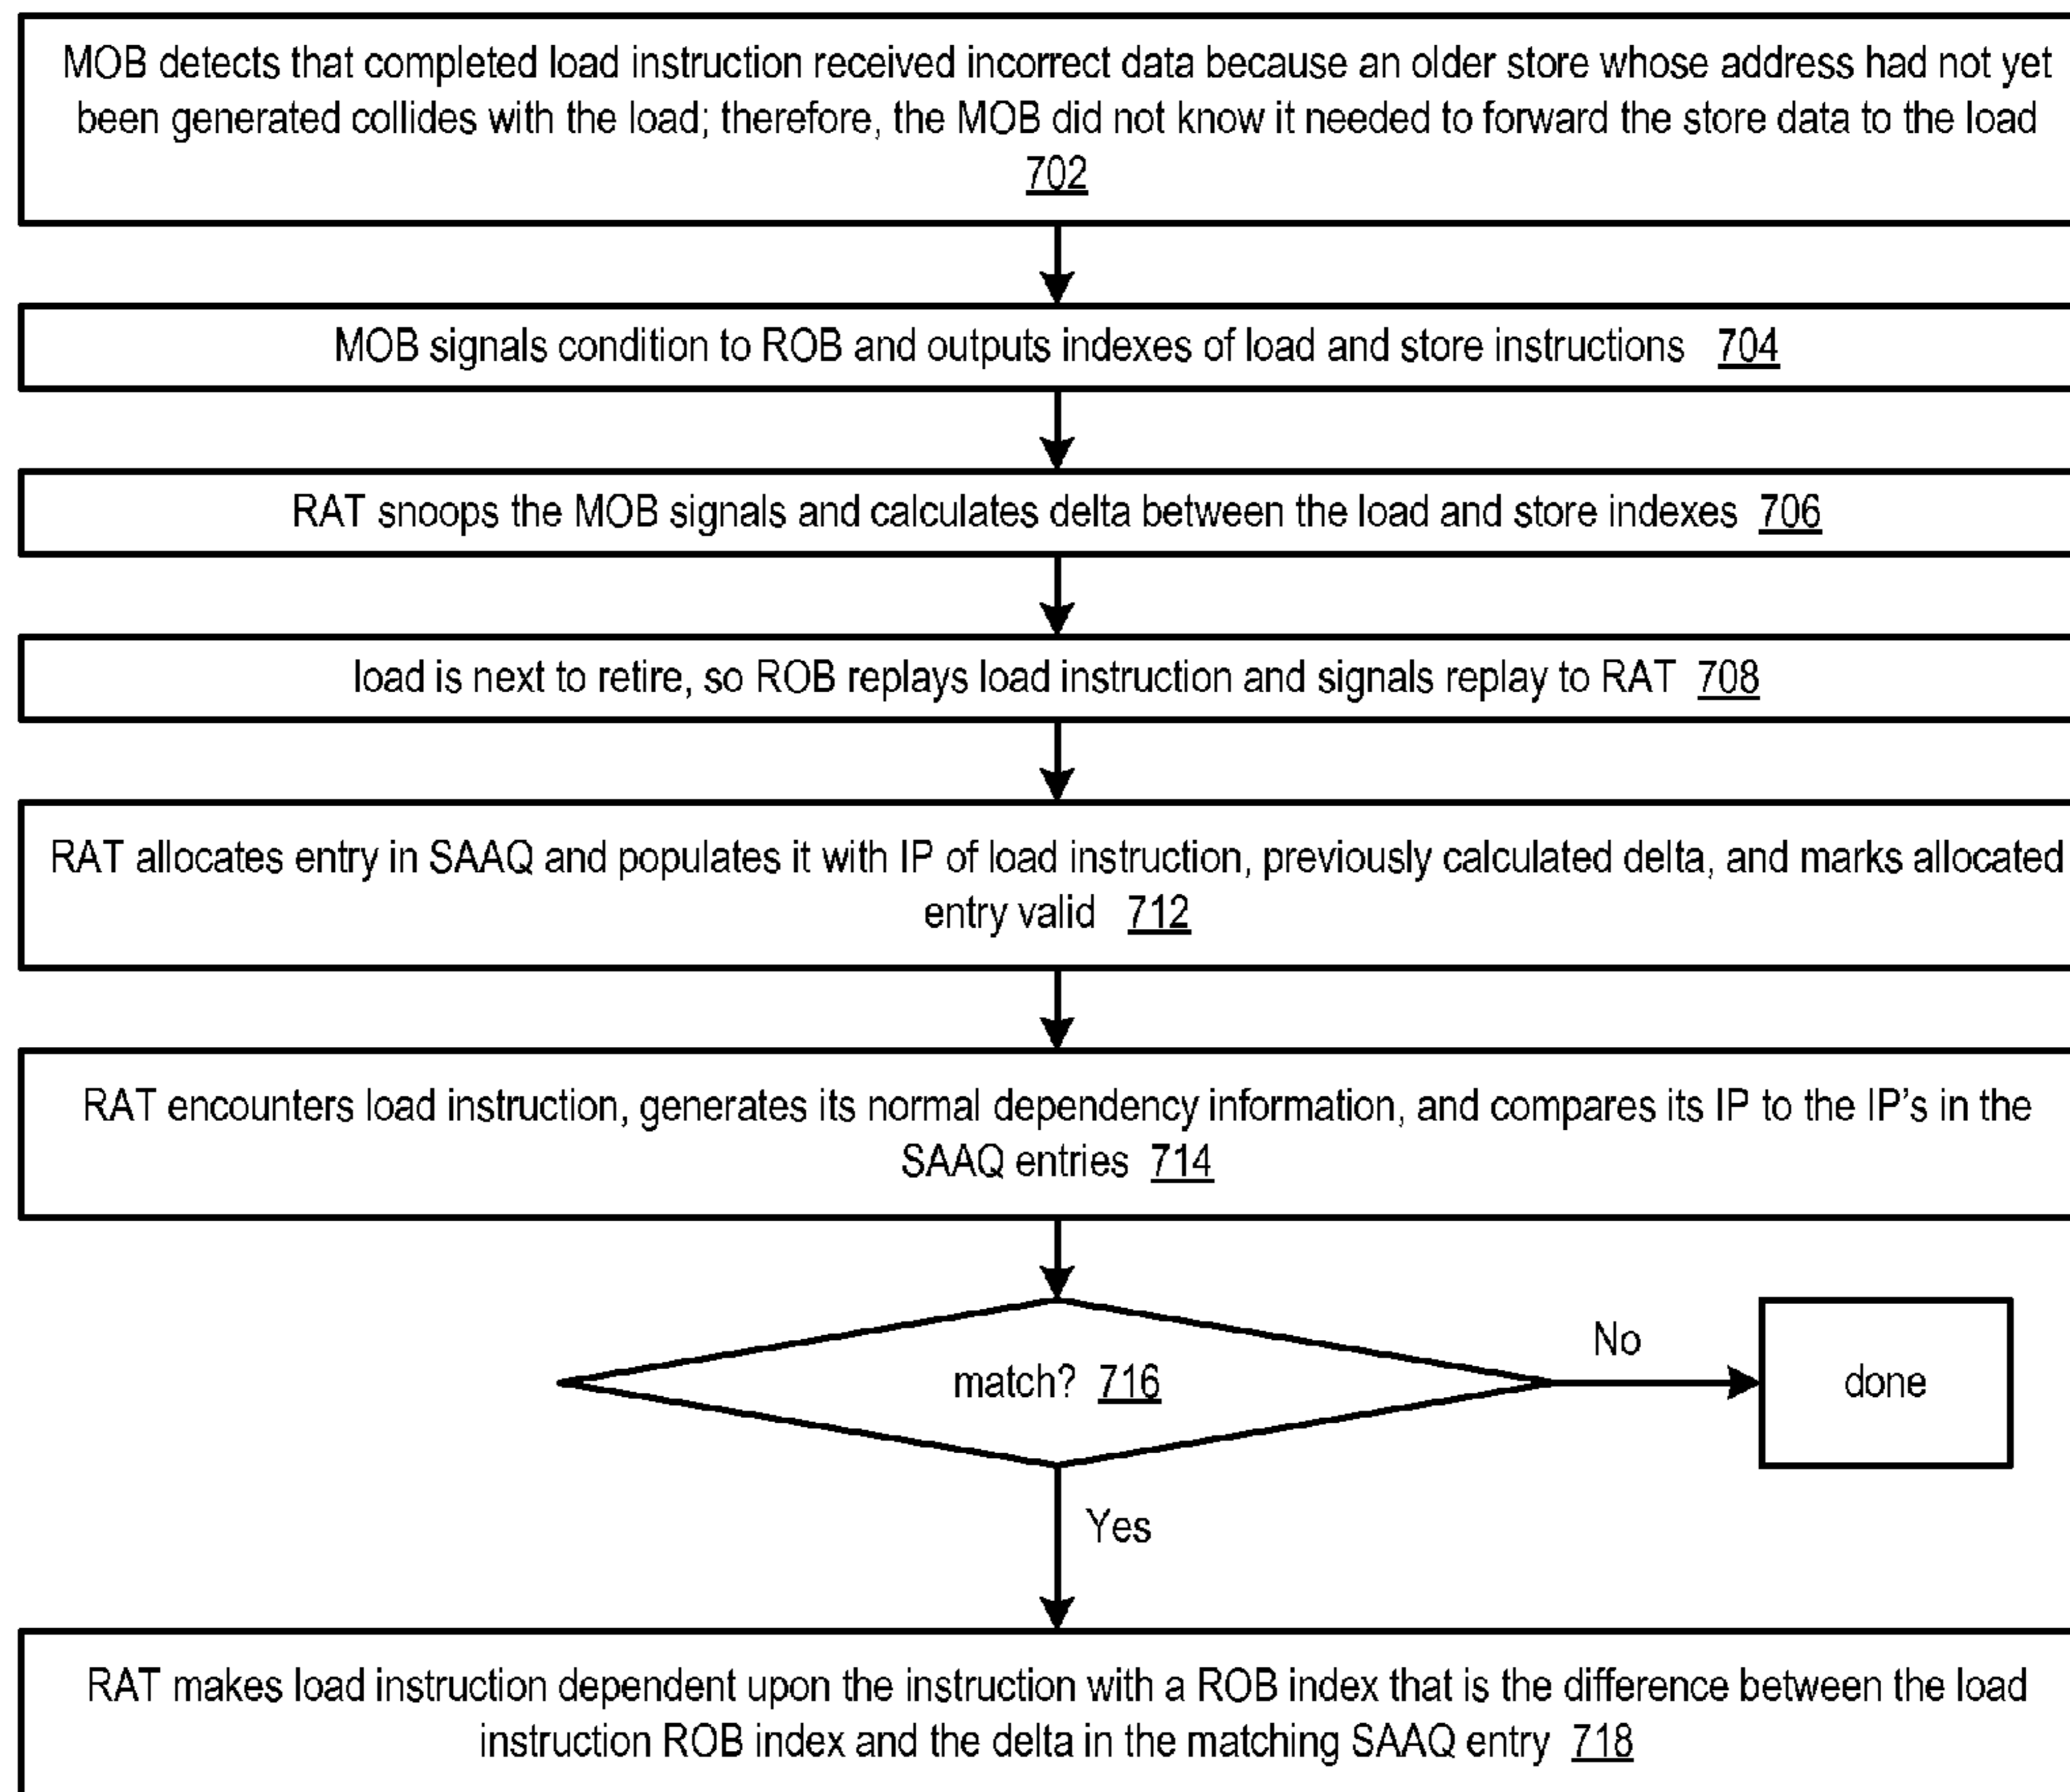 MOB detects that completed load instruction received incorrect data because an older store whose address had not yet
been generated collides with the load; therefore, the MOB did not know it needed to forward the store data to the load
702
MOB signals condition to ROB and outputs indexes of load and store instructions 704
RAT snoops the MOB signals and calculates delta between the load and store indexes 706
load is next to retire, so ROB replays load instruction and signals replay to RAT 708
RAT allocates entry in SAAQ and populates it with IP of load instruction, previously calculated delta, and marks allocated
entry valid 712
RAT encounters load instruction, generates its normal dependency information, and compares its IP to the IP's in the
SAAQ entries 714
No
match? 716
done
Yes
RAT makes load instruction dependent upon the instruction with a ROB index that is the difference between the load
instruction ROB index and the delta in the matching SAAQ entry 718